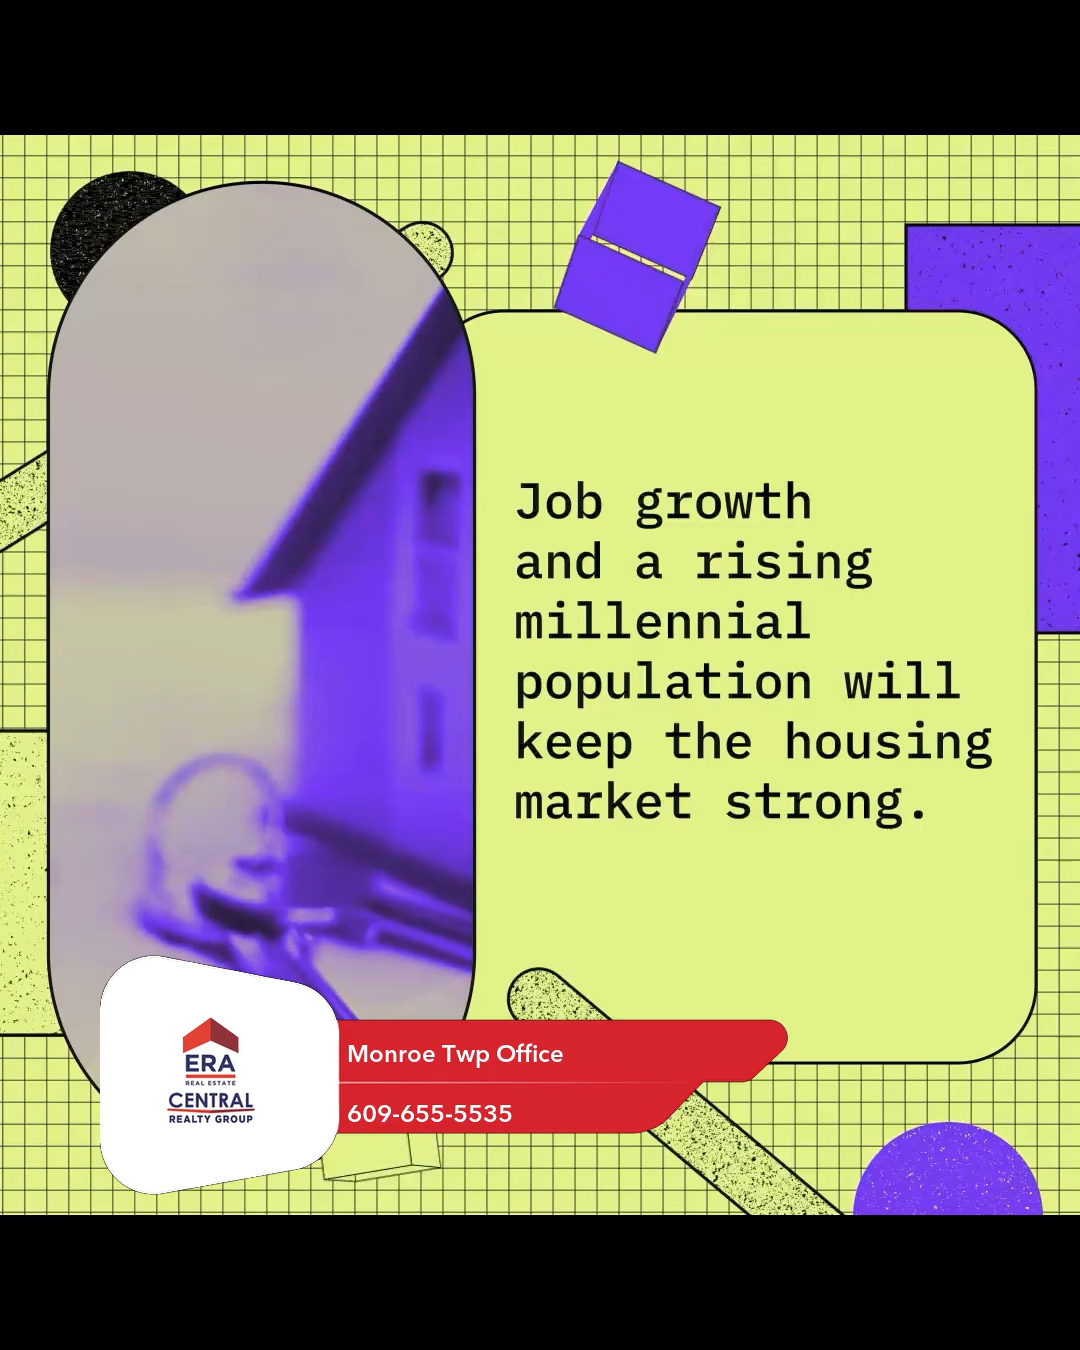 Job growth
and a rising
millennial
population will
keep the housing
market strong.
Monroe Twp Office
609-655-5535
ERA
REAL ESTATE
CENTRAL
REALTY GROUP